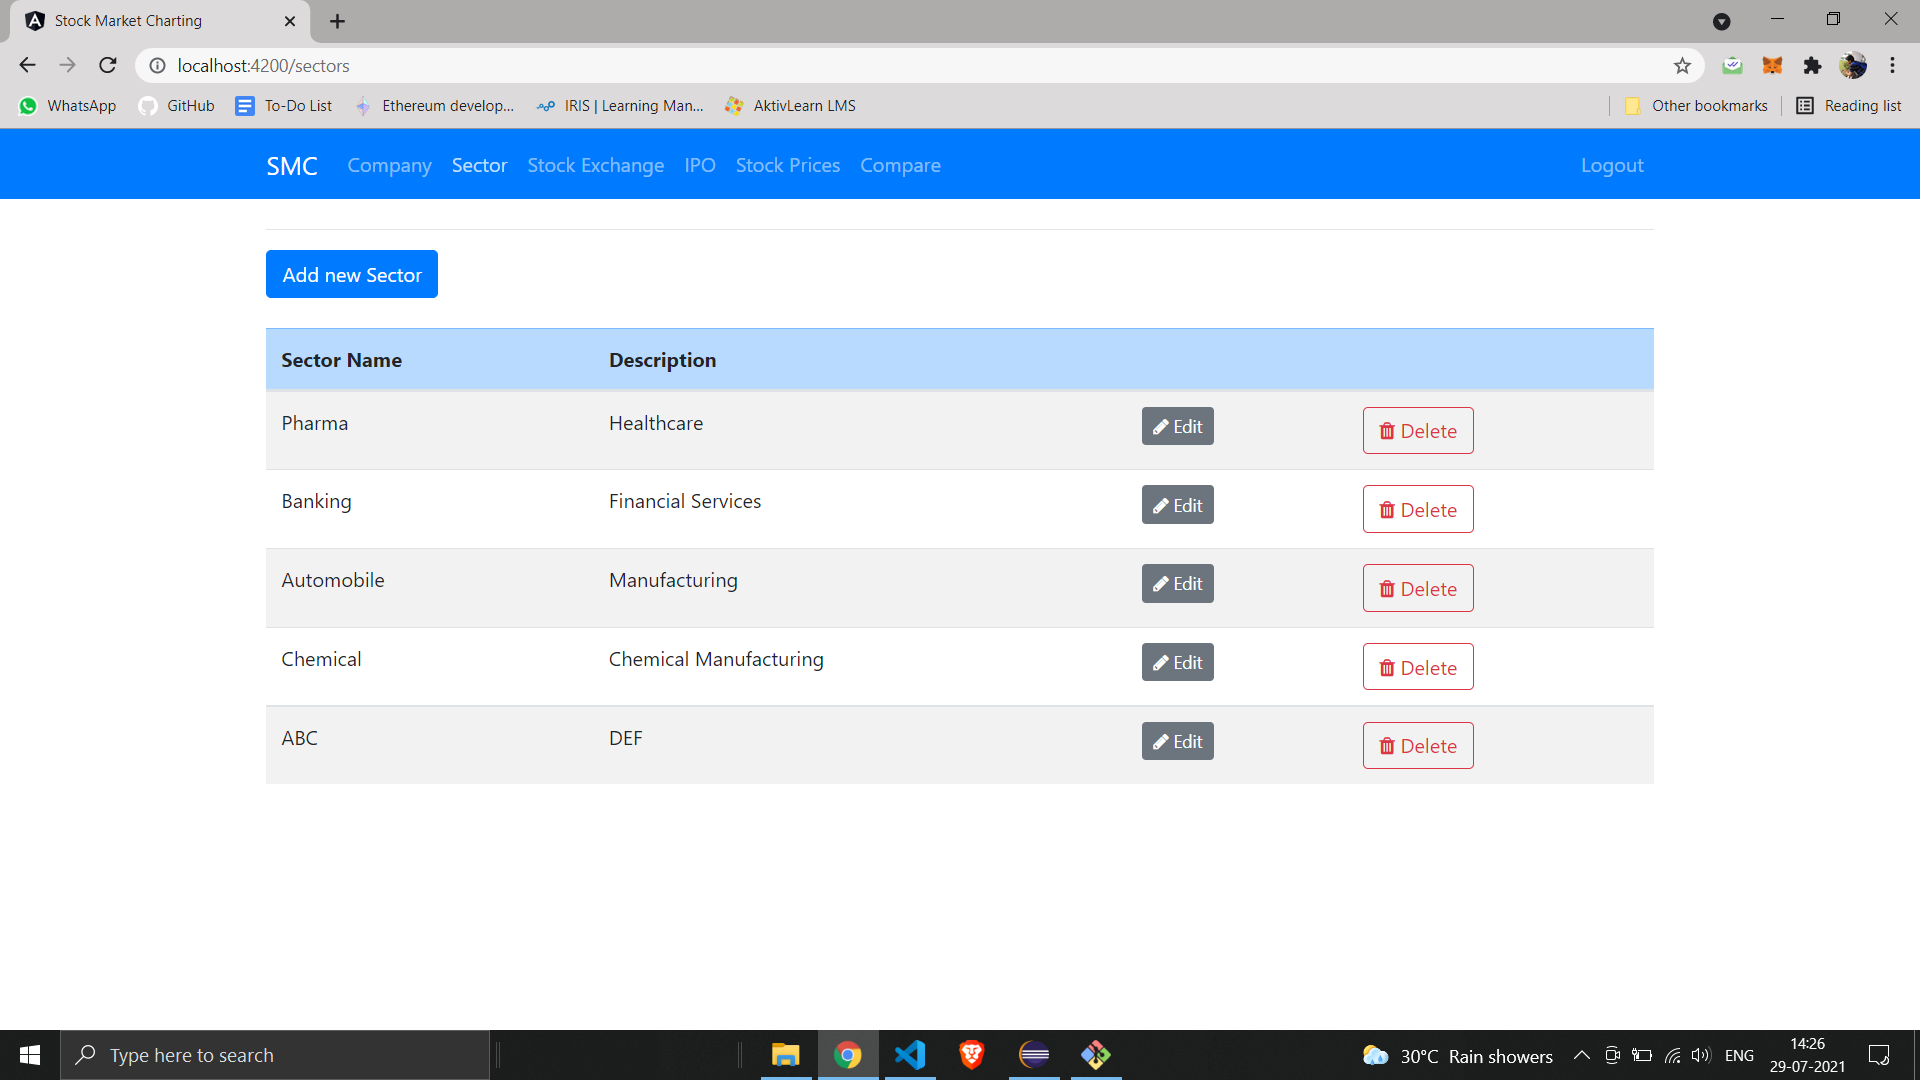 Stock Market Charting
localhost:4200/sectors
WhatsApp GitHub To-Do List Ethereum develop... IRIS | Learning Man... AktivLearn LMS Other bookmarks Reading list
SMC Company Sector Stock Exchange IPO Stock Prices Compare Logout
Add new Sector
Sector Name Description
Pharma Healthcare Edit Delete
Banking Financial Services Edit Delete
Automobile Manufacturing Edit Delete
Chemical Chemical Manufacturing Edit Delete
ABC DEF Edit Delete
Type here to search 30°C Rain showers ENG 14:26
29-07-2021